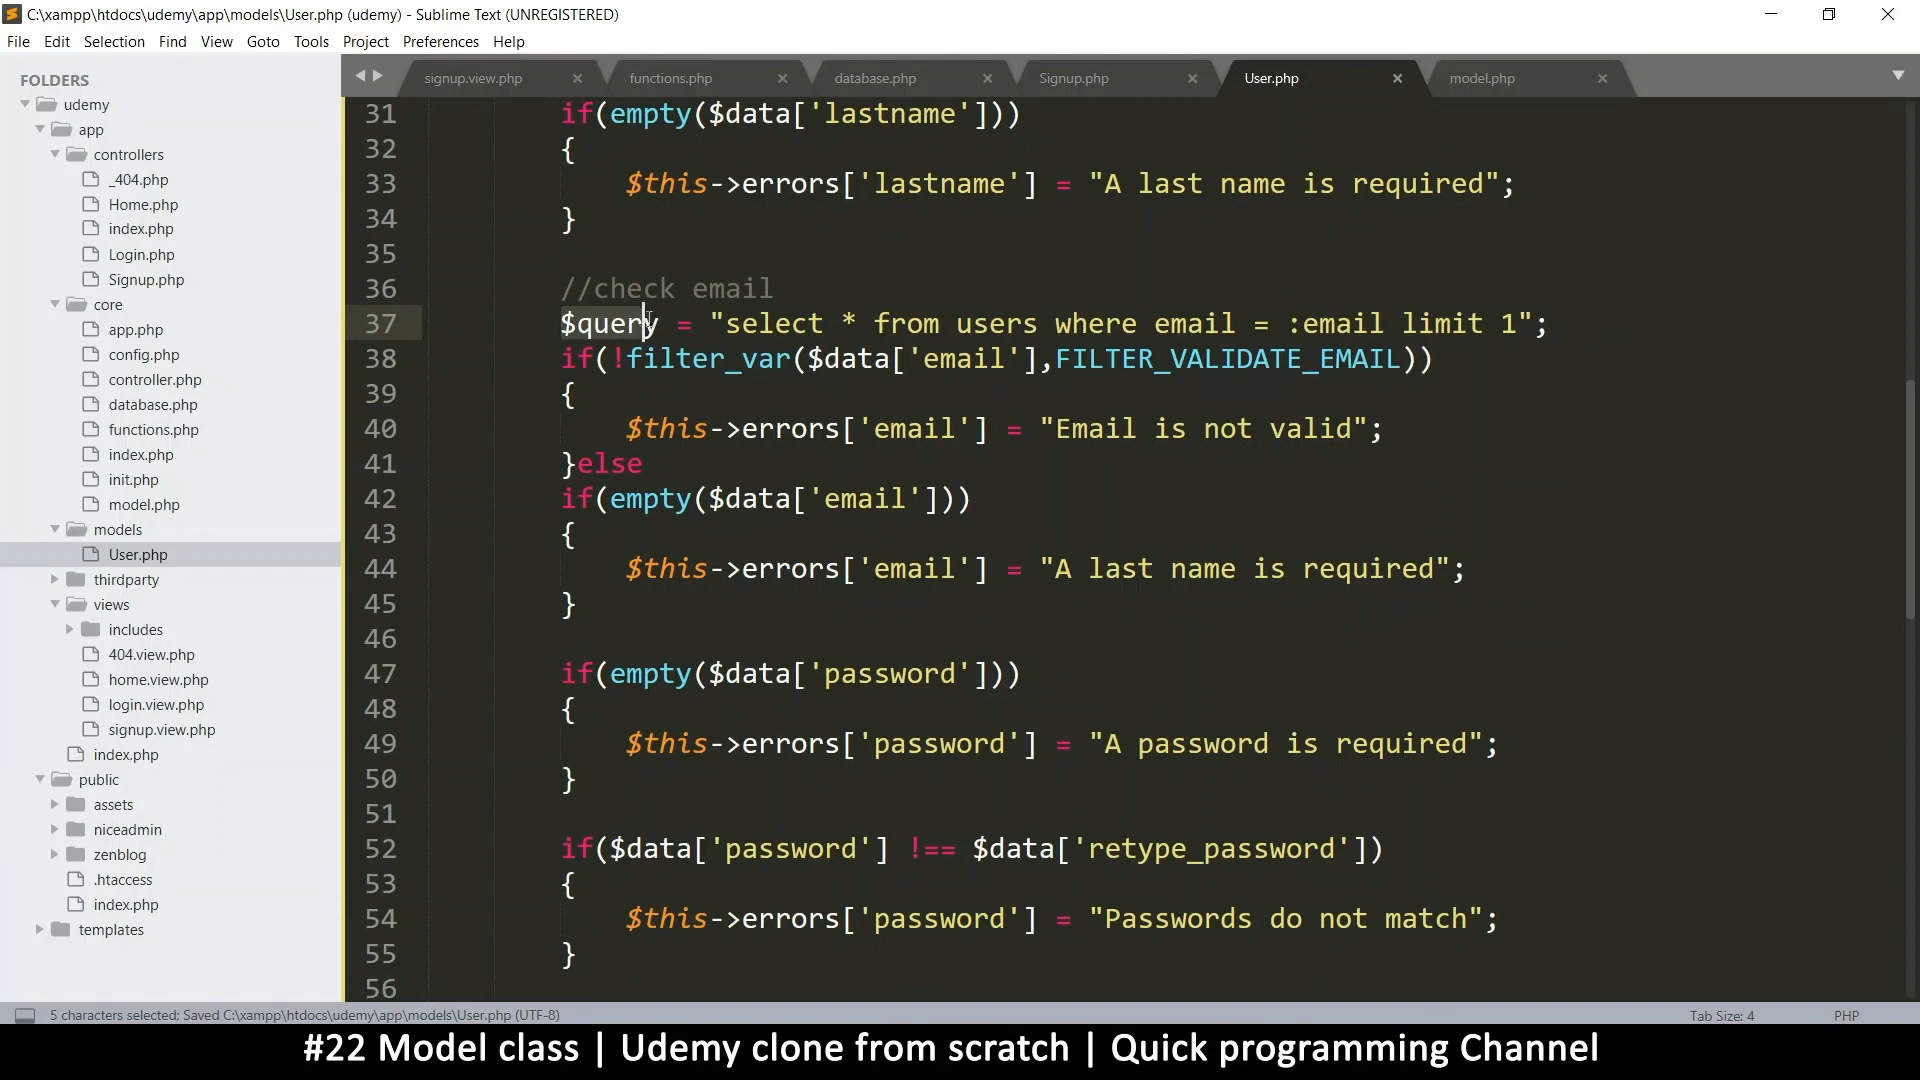 C:\xampp\htdocs\udemy\app\models\User.php (udemy) - Sublime Text (UNREGISTERED)
File Edit Selection Find View Goto Tools Project Preferences Help
FOLDERS
udemy
app
controllers
_404.php
Home.php
index.php
Login.php
Signup.php
core
app.php
config.php
controller.php
database.php
functions.php
index.php
init.php
model.php
models
User.php
thirdparty
views
includes
404.view.php
home.view.php
login.view.php
signup.view.php
index.php
public
assets
niceadmin
zenblog
.htaccess
index.php
templates
signup.view.php functions.php database.php Signup.php User.php model.php
31 if(empty($data['lastname']))
32 {
33 $this->errors['lastname'] = "A last name is required";
34 }
35
36 //check email
37 $query = "select * from users where email = :email limit 1";
38 if(!filter_var($data['email'],FILTER_VALIDATE_EMAIL))
39 {
40 $this->errors['email'] = "Email is not valid";
41 }else
42 if(empty($data['email']))
43 {
44 $this->errors['email'] = "A last name is required";
45 }
46
47 if(empty($data['password']))
48 {
49 $this->errors['password'] = "A password is required";
50 }
51
52 if($data['password'] !== $data['retype_password'])
53 {
54 $this->errors['password'] = "Passwords do not match";
55 }
56
5 characters selected; Saved C:\xampp\htdocs\udemy\app\models\User.php (UTF-8) Tab Size: 4 PHP
#22 Model class | Udemy clone from scratch | Quick programming Channel